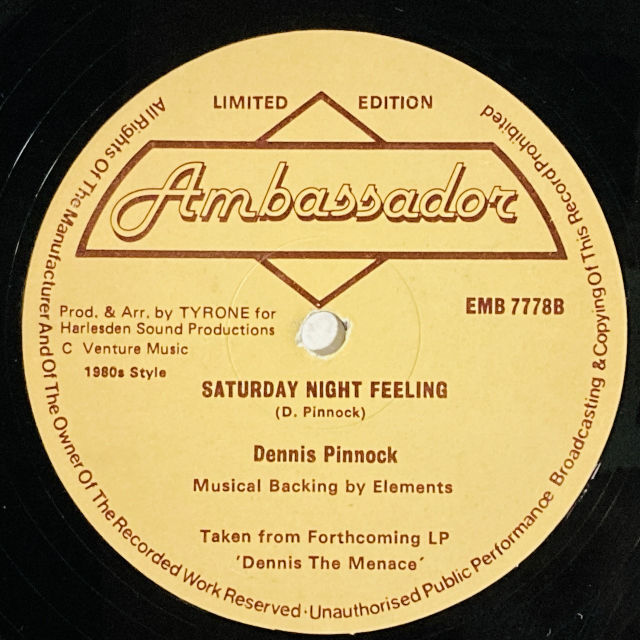 LIMITED EDITION
Ambassador
Prod. & Arr. by TYRONE for
Harlesden Sound Productions
C Venture Music
1980s Style
EMB 7778B
SATURDAY NIGHT FEELING
(D. Pinnock)
Dennis Pinnock
Musical Backing by Elements
Taken from Forthcoming LP
'Dennis The Menace'
All Rights Of The Manufacturer And Of The Owner Of The Recorded Work Reserved · Unauthorised Public Performance Broadcasting & Copying Of This Record Prohibited